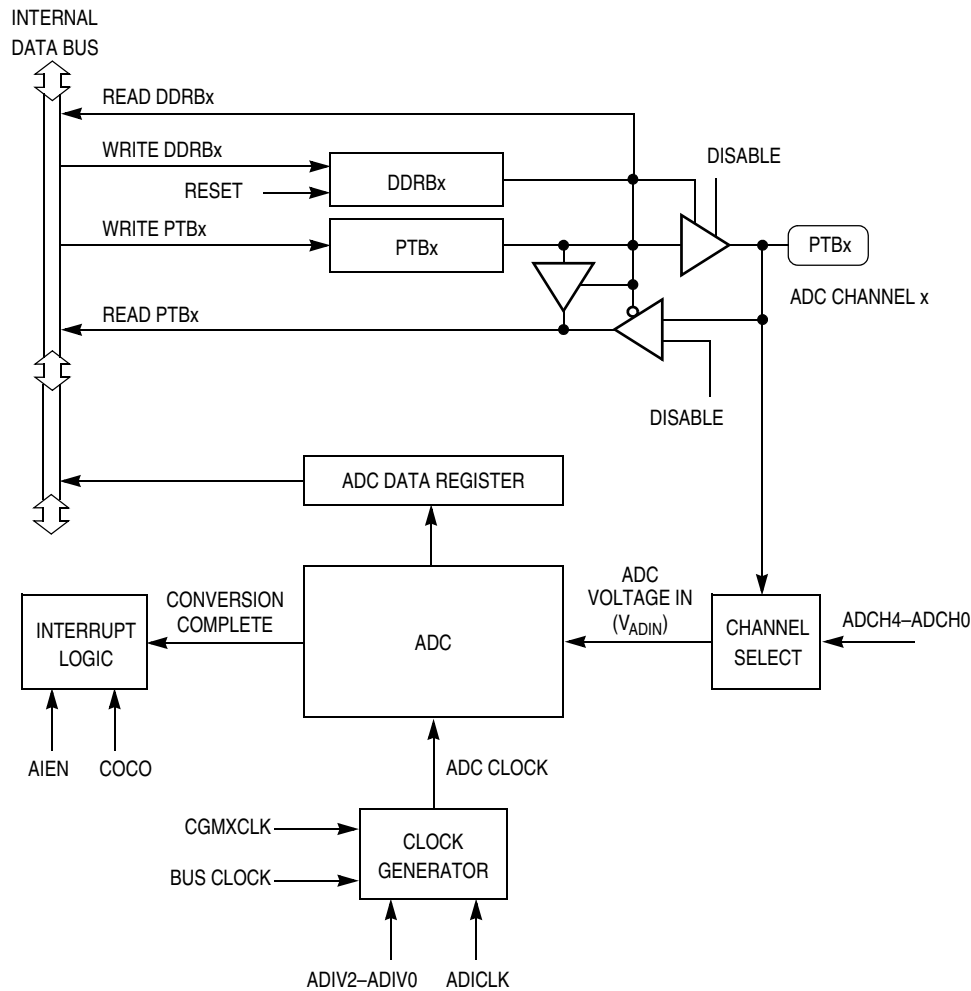 INTERNAL
DATA BUS
READ DDRBx
WRITE DDRBx
DISABLE
RESET
DDRBx
WRITE PTBx
PTBx
PTBx
ADC CHANNEL x
READ PTBx
DISABLE
ADC DATA REGISTER
CONVERSION
COMPLETE
INTERRUPT
LOGIC
ADC
ADC
VOLTAGE IN
(VADIN)
CHANNEL
SELECT
ADCH4–ADCH0
AIEN
COCO
ADC CLOCK
CGMXCLK
CLOCK
GENERATOR
BUS CLOCK
ADIV2–ADIV0
ADICLK